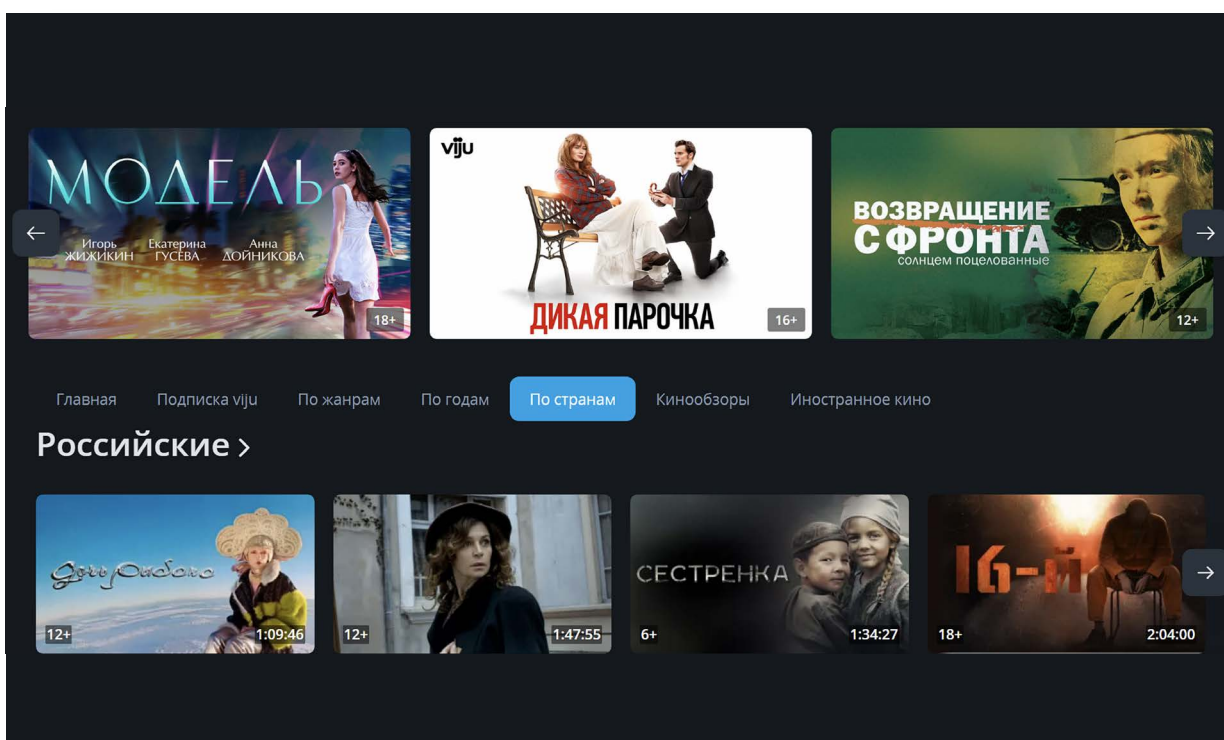 МОДЕЛЬ
Игорь ЖИЖИКИН
Екатерина ГУСЕВА
Анна ДОЙНИКОВА
18+
viju
ДИКАЯ ПАРОЧКА
16+
ВОЗВРАЩЕНИЕ
С ФРОНТА
солнцем поцелованные
12+
Главная Подписка viju По жанрам По годам По странам Кинообзоры Иностранное кино
Российские >
Дочь рыбака
12+ 1:09:46
12+ 1:47:55
СЕСТРЕНКА
6+ 1:34:27
16-й
18+ 2:04:00